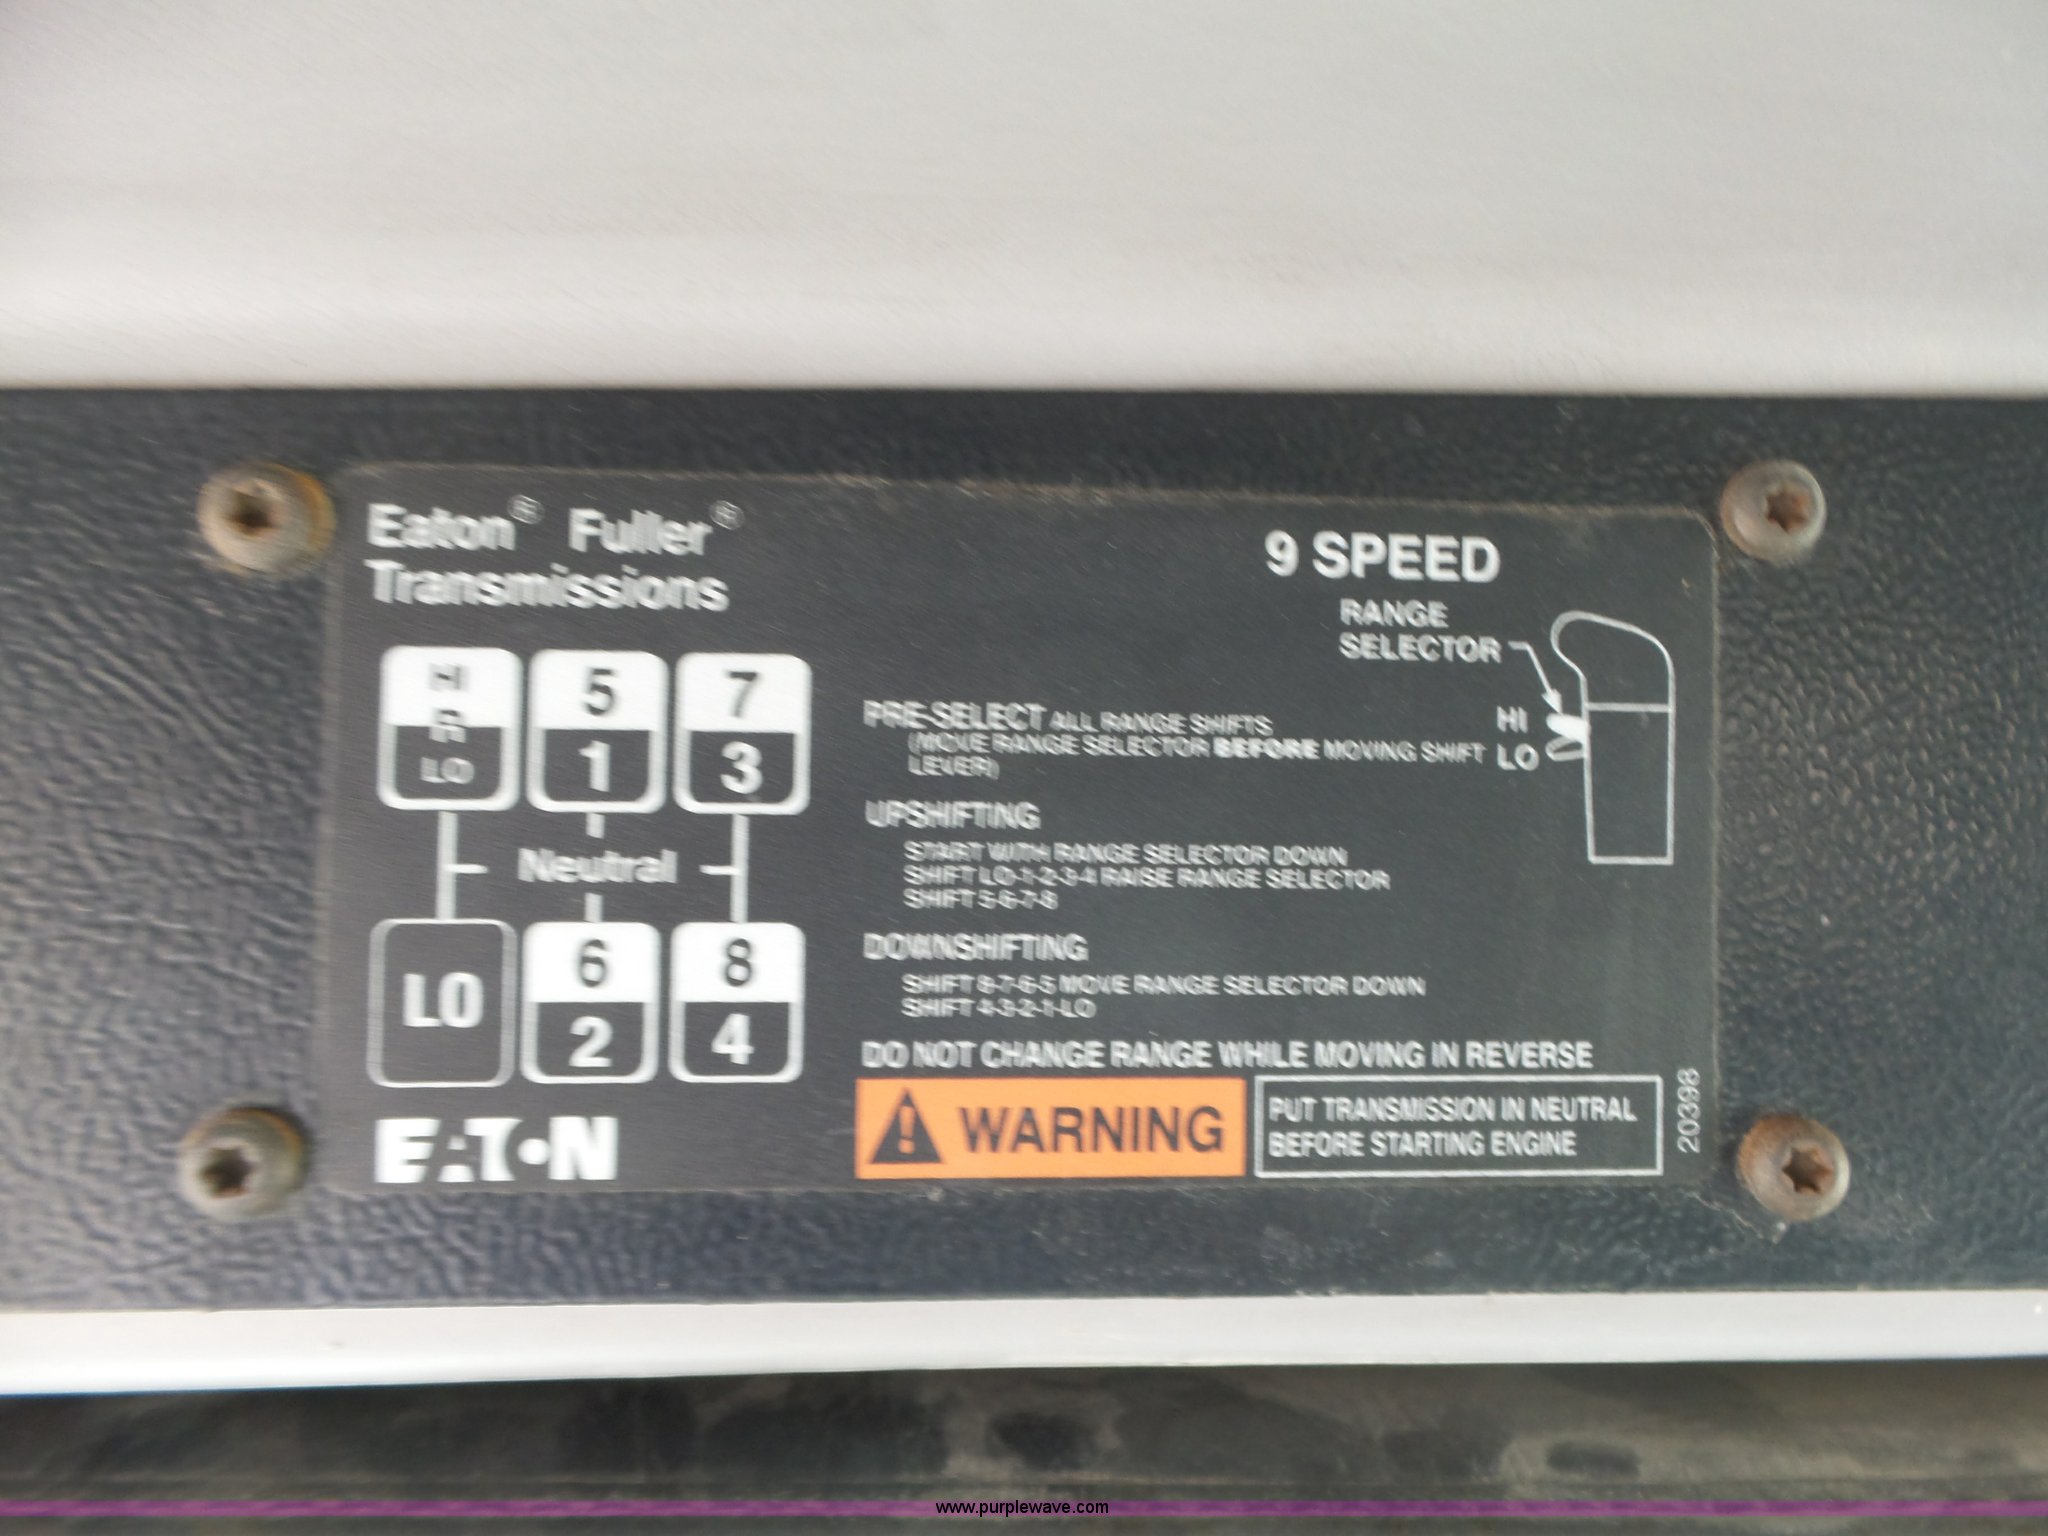 Eaton® Fuller®
Transmissions
9 SPEED
RANGE
SELECTOR
HI
LO
HI
R
LO
5
1
7
3
Neutral
LO
6
2
8
4
EATON
PRE-SELECT ALL RANGE SHIFTS
(MOVE RANGE SELECTOR BEFORE MOVING SHIFT
LEVER)
UPSHIFTING
START WITH RANGE SELECTOR DOWN
SHIFT LO-1-2-3-4 RAISE RANGE SELECTOR
SHIFT 5-6-7-8
DOWNSHIFTING
SHIFT 8-7-6-5 MOVE RANGE SELECTOR DOWN
SHIFT 4-3-2-1-LO
DO NOT CHANGE RANGE WHILE MOVING IN REVERSE
WARNING
PUT TRANSMISSION IN NEUTRAL
BEFORE STARTING ENGINE
20398
www.purplewave.com